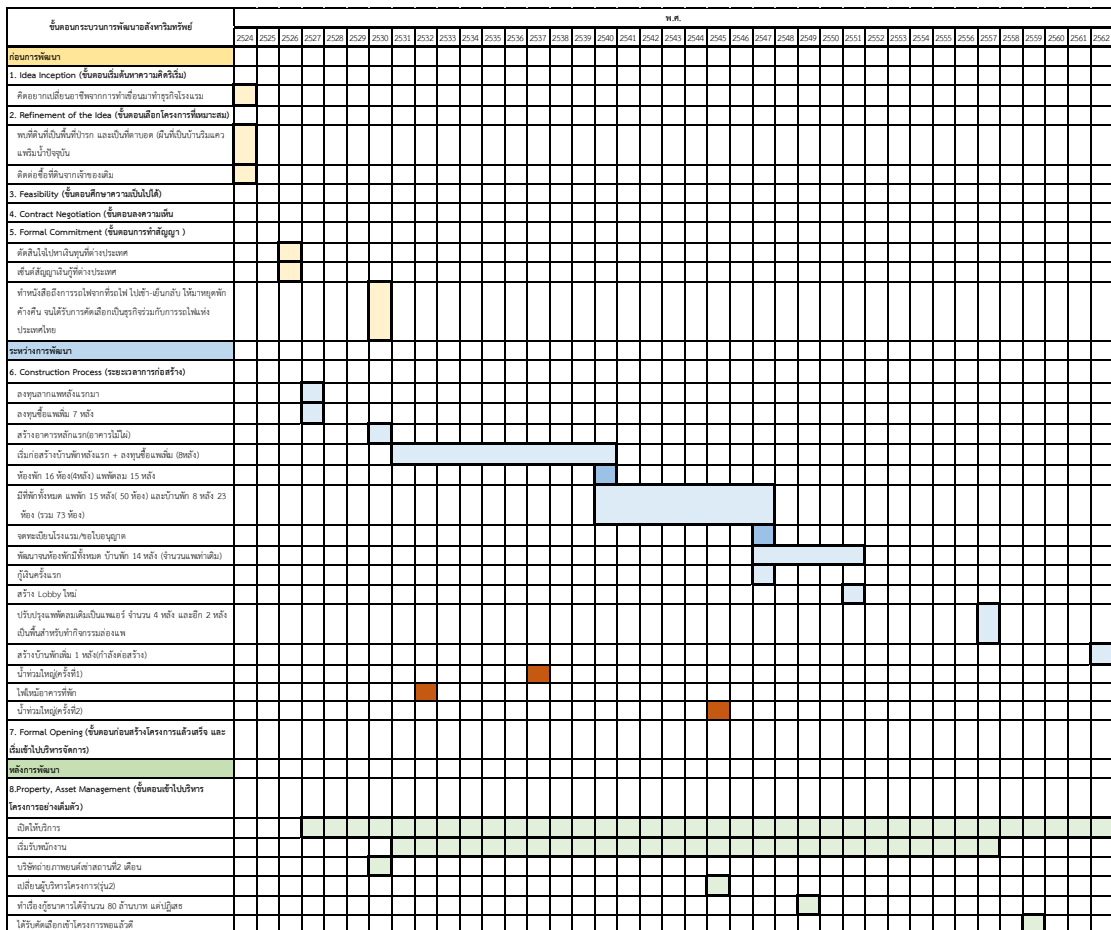 ขั้นตอนกระบวนการพัฒนาอสังหาริมทรัพย์
พ.ศ.
2524 2525 2526 2527 2528 2529 2530 2531 2532 2533 2534 2535 2536 2537 2538 2539 2540 2541 2542 2543 2544 2545 2546 2547 2548 2549 2550 2551 2552 2553 2554 2555 2556 2557 2558 2559 2560 2561 2562
ก่อนการพัฒนา
1. Idea Inception (ขั้นตอนเริ่มต้นหาความคิดริเริ่ม)
คิดอยากเปลี่ยนอาชีพจากการทำเขื่อนมาทำธุรกิจโรงแรม
2. Refinement of the Idea (ขั้นตอนเลือกโครงการที่เหมาะสม)
พบที่ดินที่เป็นพื้นที่ป่ารก และเป็นที่ตาบอด (ผืนที่เป็นบ้านริมแคว
แพริมน้ำปัจจุบัน
ติดต่อซื้อที่ดินจากเจ้าของเดิม
3. Feasibility (ขั้นตอนศึกษาความเป็นไปได้)
4. Contract Negotiation (ขั้นตอนลงความเห็น
5. Formal Commitment (ขั้นตอนการทำสัญญา )
ตัดสินใจไปหาเงินทุนที่ต่างประเทศ
เซ็นต์สัญญาเงินกู้ที่ต่างประเทศ
ทำหนังสือถึงการรถไฟจากที่รถไฟ ไปเช้า-เย็นกลับ ให้มาหยุดพัก
ค้างคืน จนได้รับการคัดเลือกเป็นธุรกิจร่วมกับการรถไฟแห่ง
ประเทศไทย
ระหว่างการพัฒนา
6. Construction Process (ระยะเวลาการก่อสร้าง)
ลงทุนลากแพหลังแรกมา
ลงทุนซื้อแพเพิ่ม 7 หลัง
สร้างอาคารหลักแรก(อาคารไม้ไผ่)
เริ่มก่อสร้างบ้านพักหลังแรก + ลงทุนซื้อแพเพิ่ม (8หลัง)
ห้องพัก 16 ห้อง(4หลัง) แพพัดลม 15 หลัง
มีที่พักทั้งหมด แพพัก 15 หลัง( 50 ห้อง) และบ้านพัก 8 หลัง 23
ห้อง (รวม 73 ห้อง)
จดทะเบียนโรงแรม/ขอใบอนุญาต
พัฒนาจนห้องพักมีทั้งหมด บ้านพัก 14 หลัง (จำนวนแพเท่าเดิม)
กู้เงินครั้งแรก
สร้าง Lobby ใหม่
ปรับปรุงแพพัดลมเดิมเป็นแพแอร์ จำนวน 4 หลัง และอีก 2 หลัง
เป็นพื้นสำหรับทำกิจกรรมล่องแพ
สร้างบ้านพักเพิ่ม 1 หลัง(กำลังก่อสร้าง)
น้ำท่วมใหญ่(ครั้งที่1)
ไฟไหม้อาคารที่พัก
น้ำท่วมใหญ่(ครั้งที่2)
7. Formal Opening (ขั้นตอนก่อนสร้างโครงการแล้วเสร็จ และ
เริ่มเข้าไปบริหารจัดการ)
หลังการพัฒนา
8.Property, Asset Management (ขั้นตอนเข้าไปบริหาร
โครงการอย่างเต็มตัว)
เปิดให้บริการ
เริ่มรับพนักงาน
บริษัทถ่ายภาพยนต์เช่าสถานที่2 เดือน
เปลี่ยนผู้บริหารโครงการ(รุ่น2)
ทำเรื่องกู้ธนาคารได้จำนวน 80 ล้านบาท แต่ปฏิเสธ
ได้รับคัดเลือกเข้าโครงการพอแล้วดี